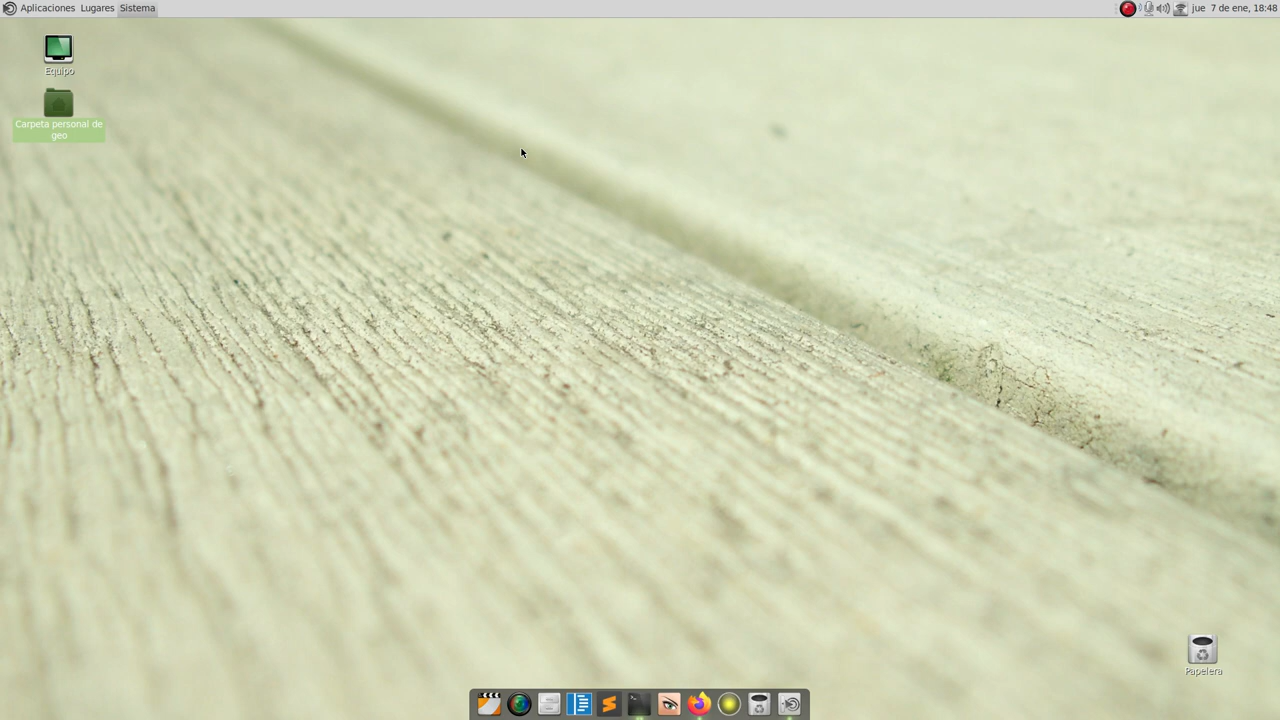 Aplicaciones Lugares Sistema
jue 7 de ene, 18:48
Equipo
Carpeta personal de
geo
Papelera